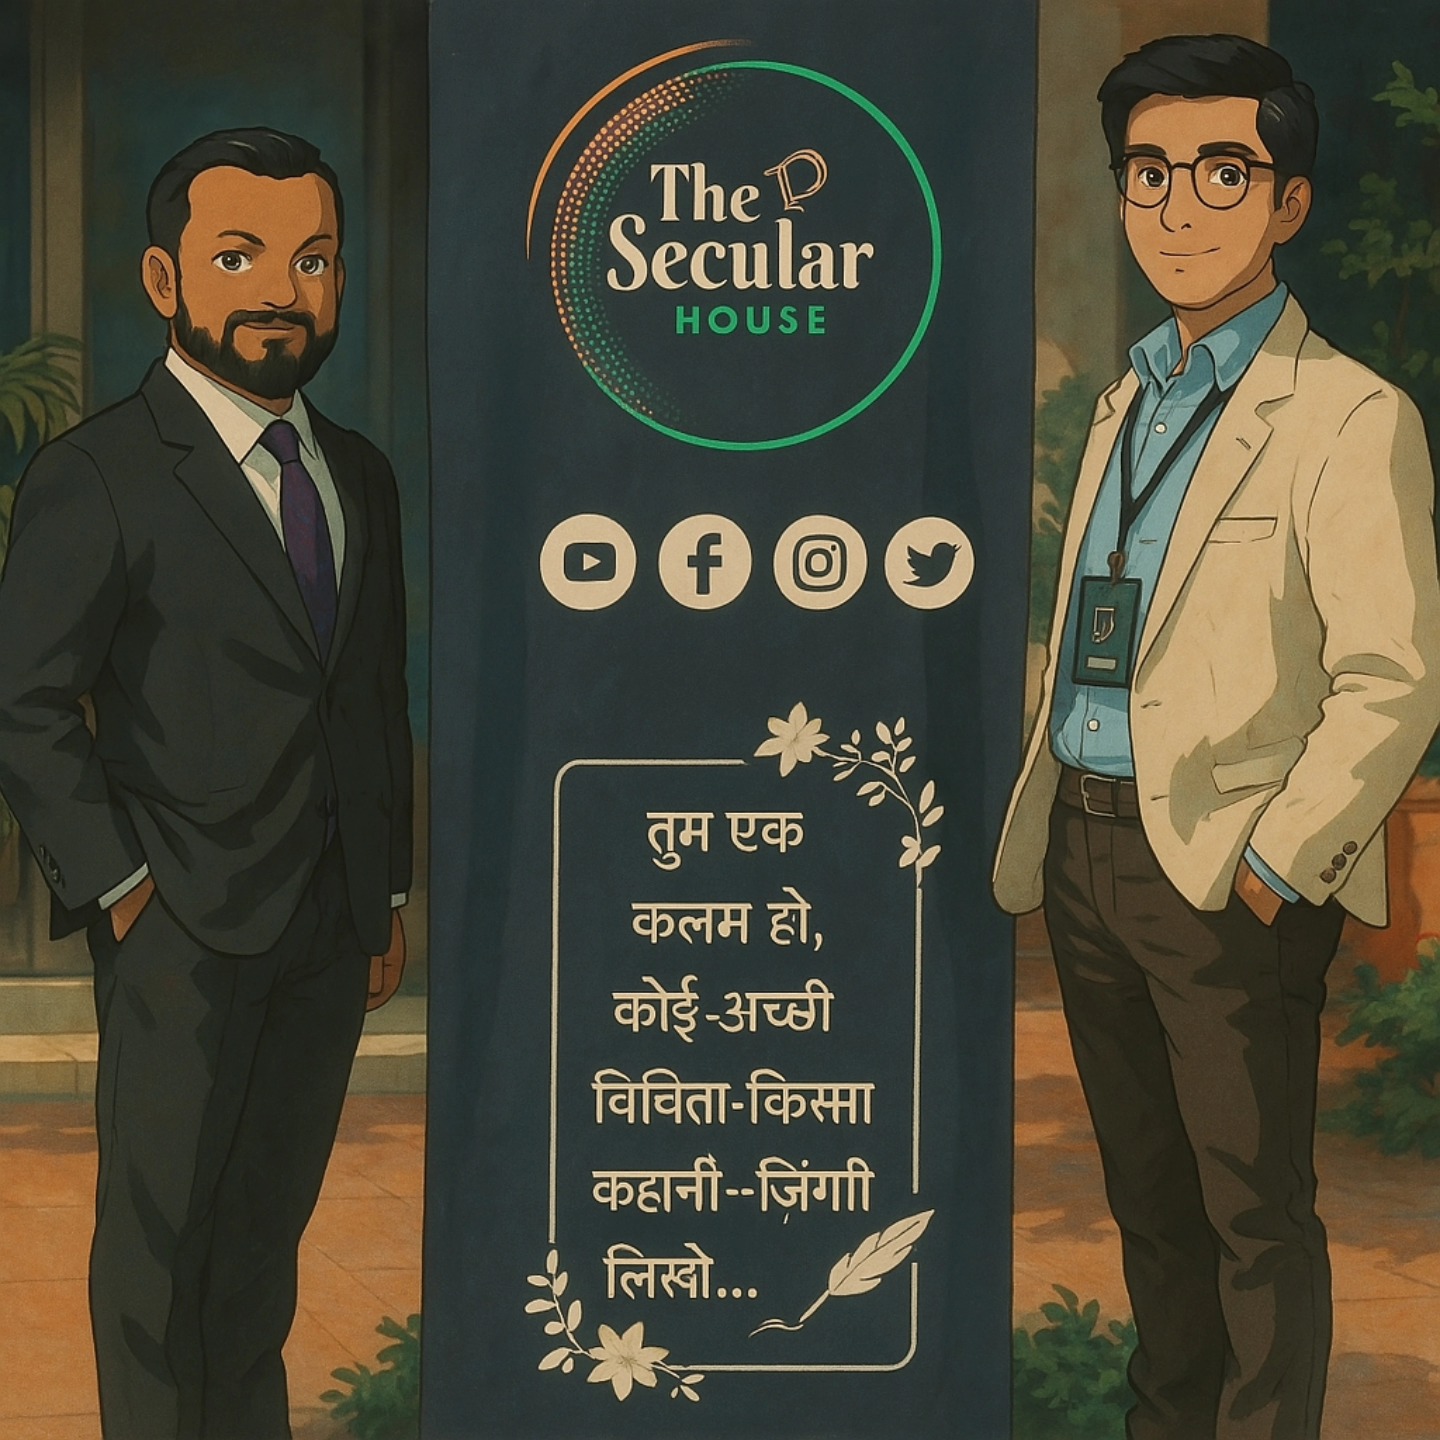 The
Secular
HOUSE
तुम एक
कलम हो,
कोई-अच्छी
विचिता-किस्मा
कहानी--ज़िंगी
लिखो...